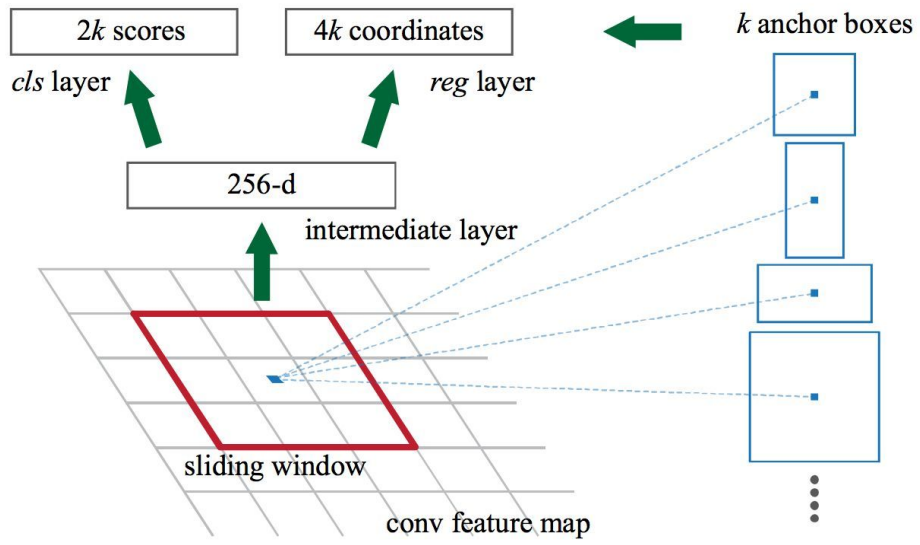 2k scores
4k coordinates
k anchor boxes
cls layer
reg layer
256-d
intermediate layer
sliding window
conv feature map